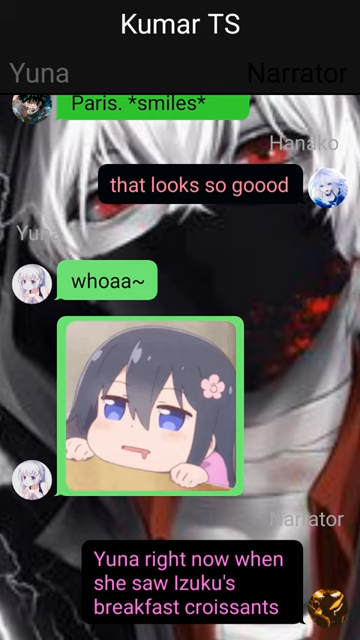 Kumar TS
Yuna
Narrator
Paris. *smiles*
Hanako
that looks so goood
Yuna
whoaa~
Narrator
Yuna right now when
she saw Izuku's
breakfast croissants